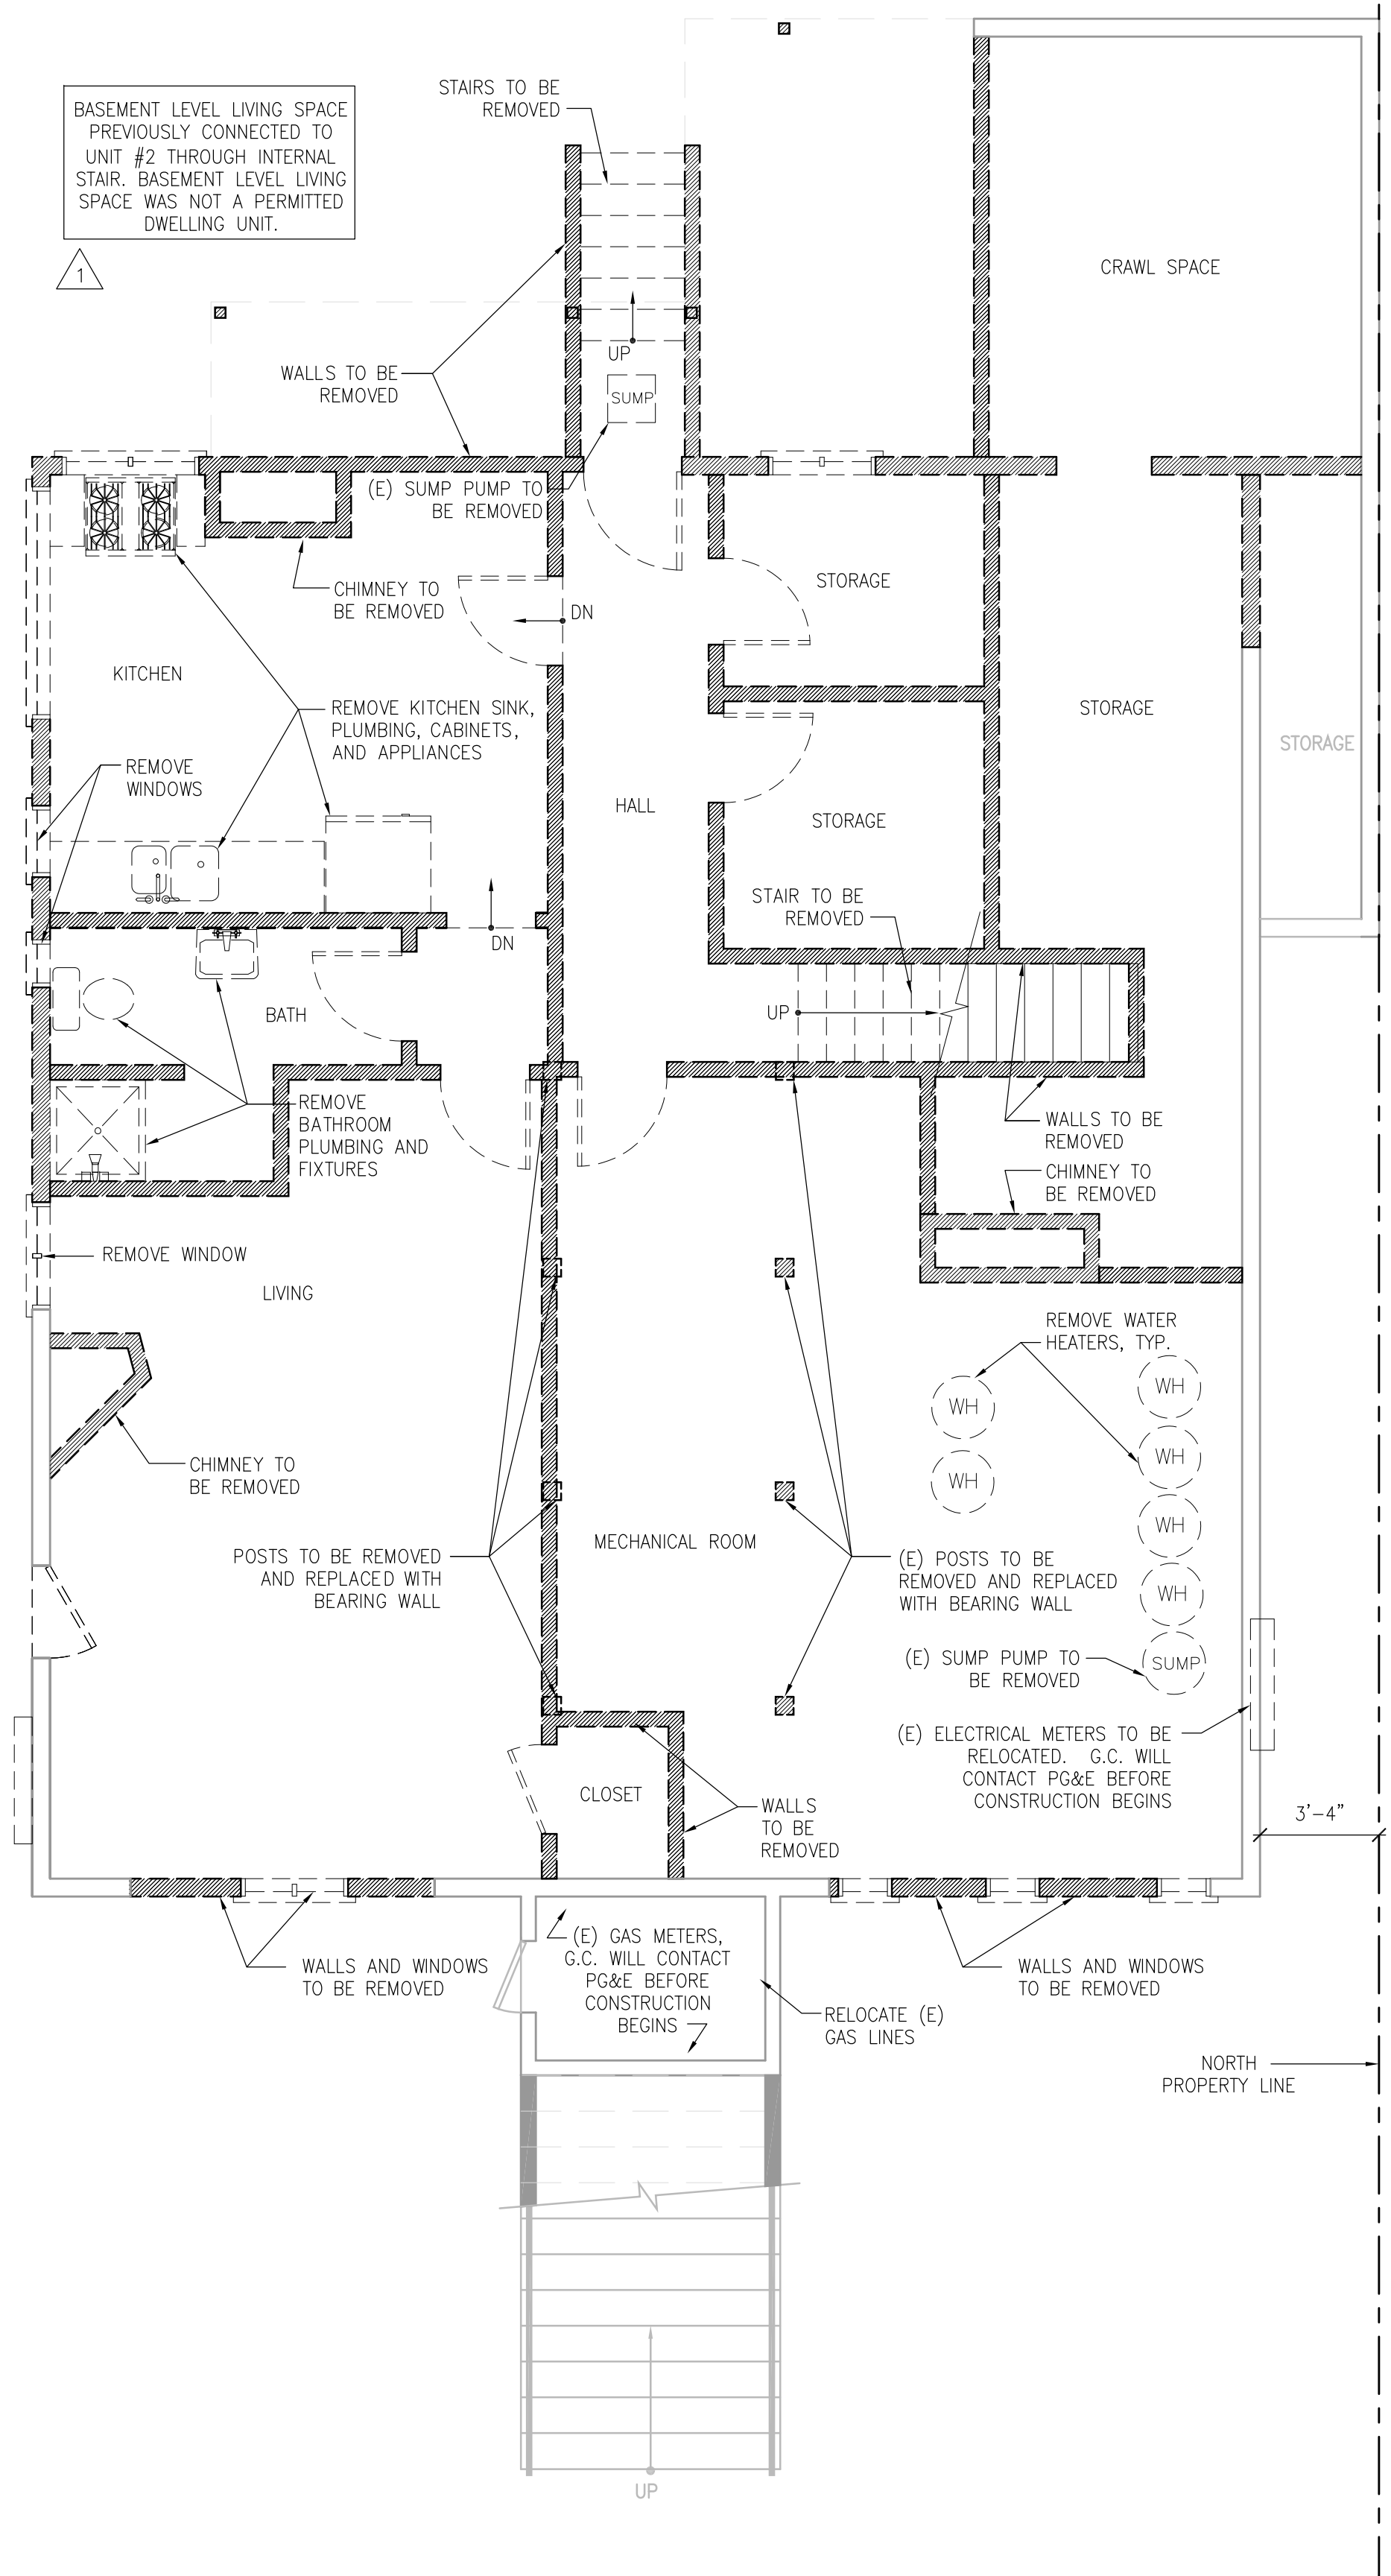 STAIRS TO BE
REMOVED
BASEMENT LEVEL LIVING SPACE
PREVIOUSLY CONNECTED TO
UNIT #2 THROUGH INTERNAL
STAIR. BASEMENT LEVEL LIVING
SPACE WAS NOT A PERMITTED
DWELLING UNIT.
1
CRAWL SPACE
UP
WALLS TO BE
REMOVED
SUMP
(E) SUMP PUMP TO
BE REMOVED
CHIMNEY TO
BE REMOVED
STORAGE
DN
KITCHEN
REMOVE KITCHEN SINK,
PLUMBING, CABINETS,
AND APPLIANCES
STORAGE
STORAGE
REMOVE
WINDOWS
HALL
STORAGE
STAIR TO BE
REMOVED
DN
BATH
UP
REMOVE
BATHROOM
PLUMBING AND
FIXTURES
WALLS TO BE
REMOVED
CHIMNEY TO
BE REMOVED
REMOVE WINDOW
LIVING
REMOVE WATER
HEATERS, TYP.
WH
WH
WH
WH
WH
WH
SUMP
CHIMNEY TO
BE REMOVED
MECHANICAL ROOM
POSTS TO BE REMOVED
AND REPLACED WITH
BEARING WALL
(E) POSTS TO BE
REMOVED AND REPLACED
WITH BEARING WALL
(E) SUMP PUMP TO
BE REMOVED
(E) ELECTRICAL METERS TO BE
RELOCATED. G.C. WILL
CONTACT PG&E BEFORE
CONSTRUCTION BEGINS
CLOSET
WALLS
TO BE
REMOVED
3'-4"
(E) GAS METERS,
G.C. WILL CONTACT
PG&E BEFORE
CONSTRUCTION
BEGINS
WALLS AND WINDOWS
TO BE REMOVED
WALLS AND WINDOWS
TO BE REMOVED
RELOCATE (E)
GAS LINES
NORTH
PROPERTY LINE
UP